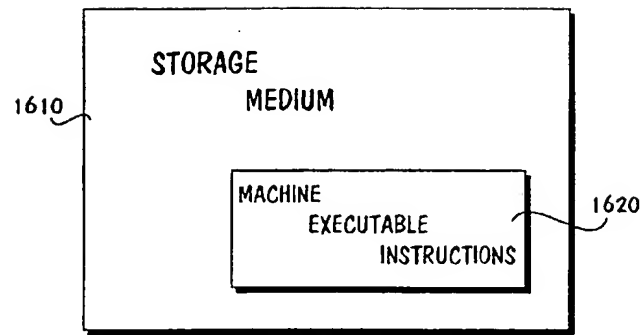 STORAGE
MEDIUM
1610
MACHINE
EXECUTABLE
INSTRUCTIONS
1620